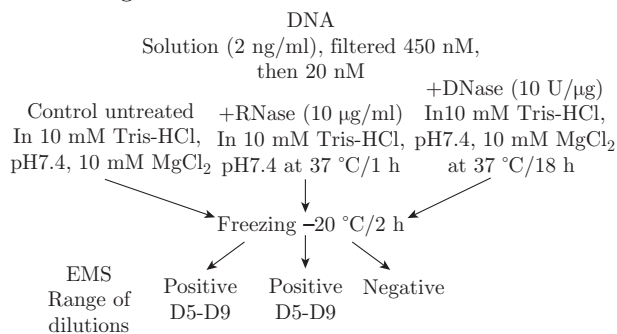 DNA
Solution (2 ng/ml), filtered 450 nM,
then 20 nM
Control untreated
In 10 mM Tris-HCl,
pH7.4, 10 mM MgCl2
+RNase (10 μg/ml)
In 10 mM Tris-HCl,
pH7.4 at 37 °C/1 h
+DNase (10 U/μg)
In10 mM Tris-HCl,
pH7.4, 10 mM MgCl2
at 37 °C/18 h
Freezing –20 °C/2 h
EMS
Range of
dilutions
Positive
D5-D9
Positive
D5-D9
Negative